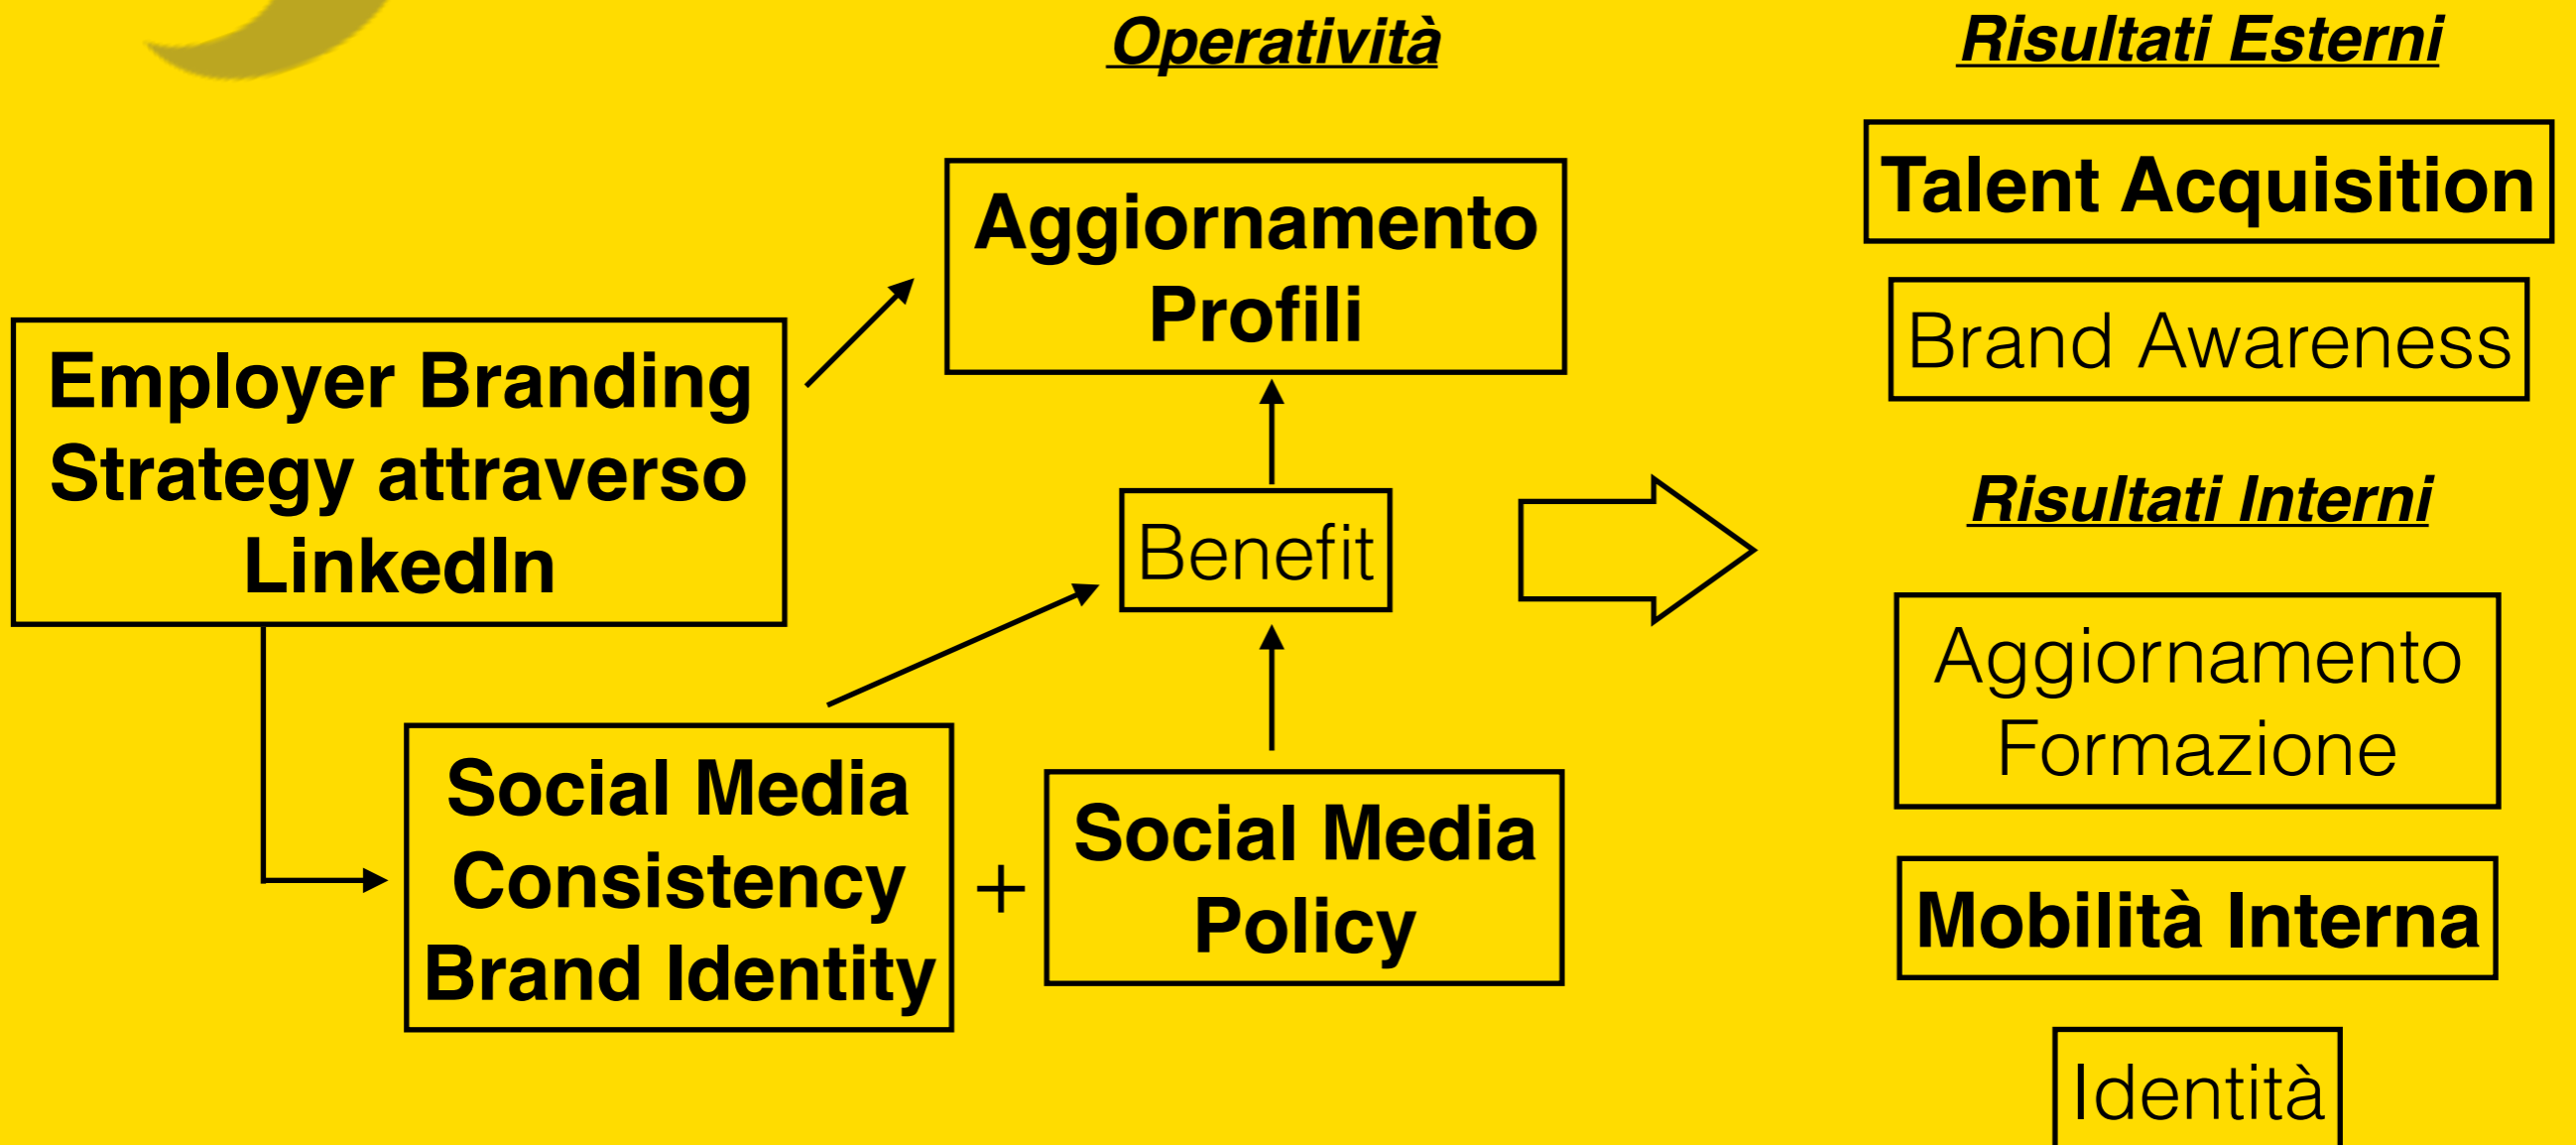 Operatività
Aggiornamento
Profili
Employer Branding
Strategy attraverso
LinkedIn
Benefit
Social Media
Consistency
Brand Identity
+
Social Media
Policy
Risultati Esterni
Talent Acquisition
Brand Awareness
Risultati Interni
Aggiornamento
Formazione
Mobilità Interna
Identità